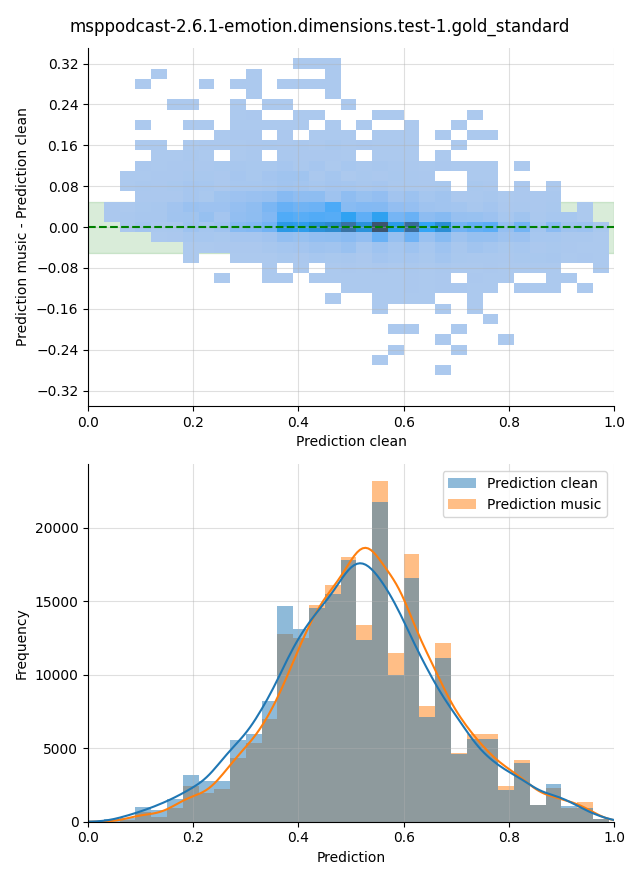 msppodcast-2.6.1-emotion.dimensions.test-1.gold_standard
0.32
0.24
0.16
0.08
0.00
−0.08
−0.16
−0.24
−0.32
Prediction music - Prediction clean
0.0 0.2 0.4 0.6 0.8 1.0
Prediction clean
Prediction clean
Prediction music
20000
15000
10000
5000
0
Frequency
0.0 0.2 0.4 0.6 0.8 1.0
Prediction